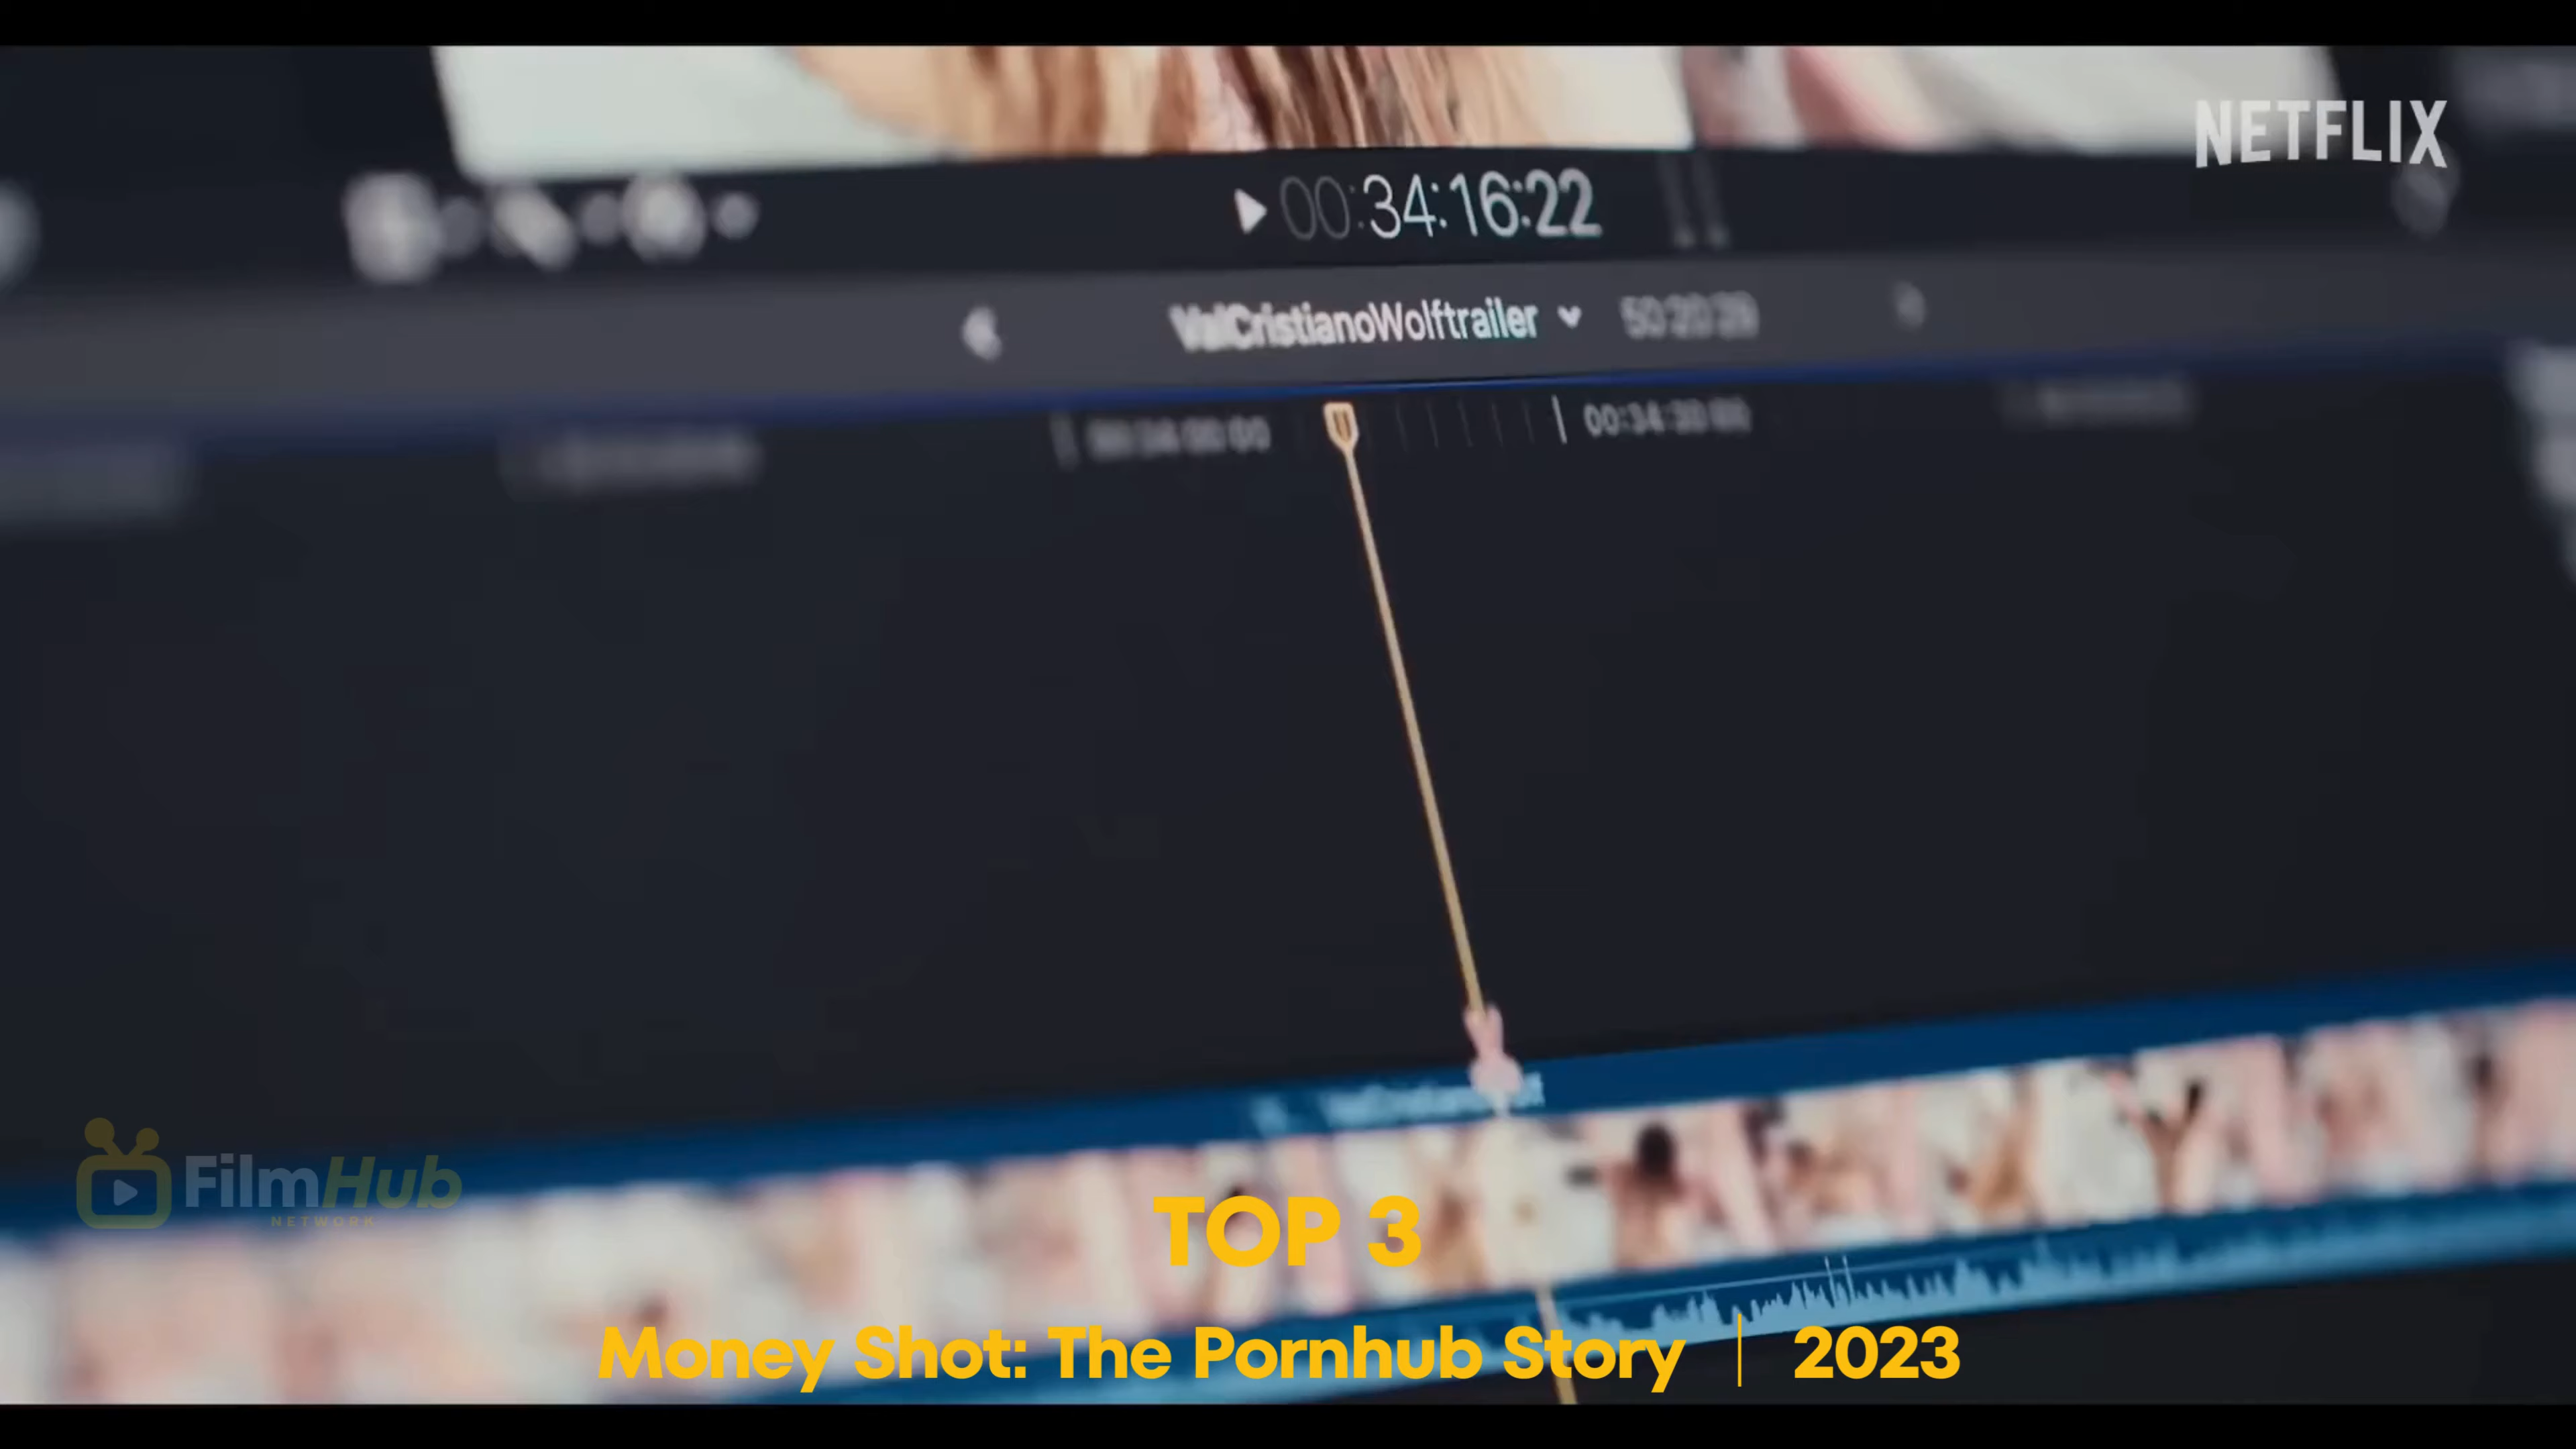 NETFLIX
00:34:16:22
ValCristianoWolftrailer
00:34:30:00
FilmHub
NETWORK
TOP 3
Money Shot: The Pornhub Story | 2023